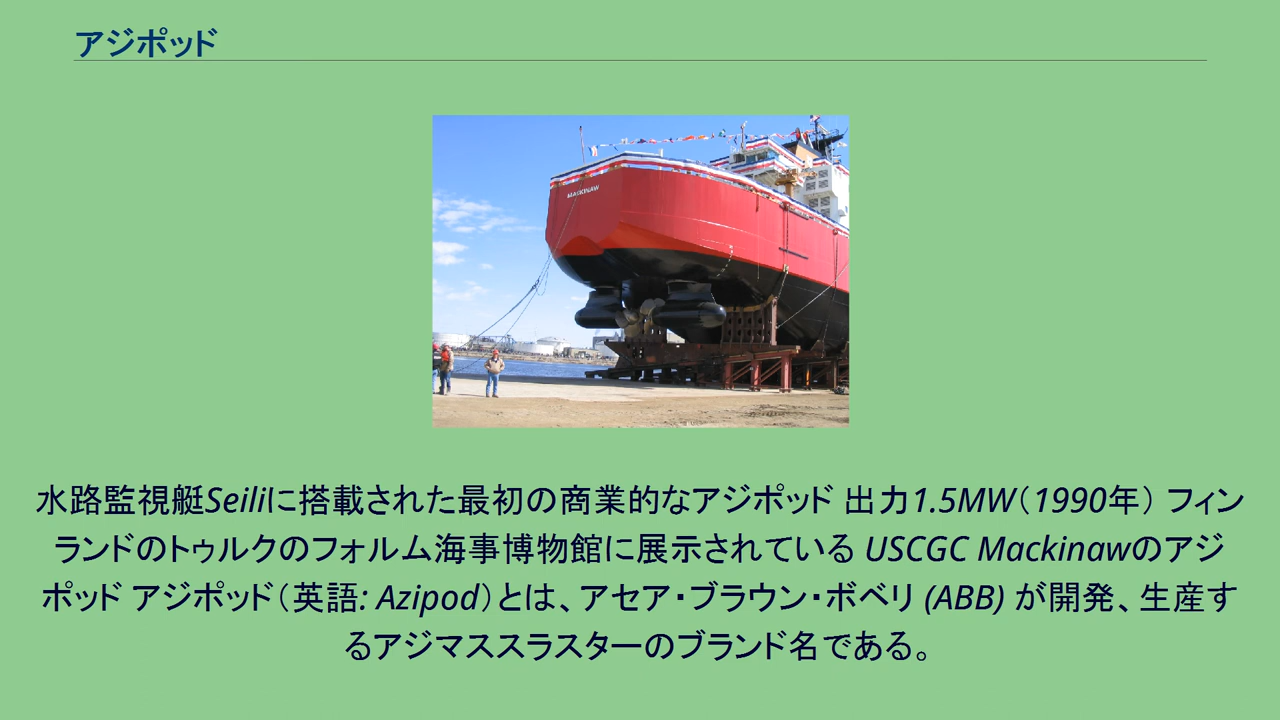 アジポッド
MACKINAW
水路監視艇Seiliに搭載された最初の商業的なアジポッド 出力1.5MW（1990年） フィン
ランドのトゥルクのフォルム海事博物館に展示されている USCGC Mackinawのアジ
ポッド アジポッド（英語: Azipod）とは、アセア・ブラウン・ボベリ (ABB) が開発、生産す
るアジマススラスターのブランド名である。